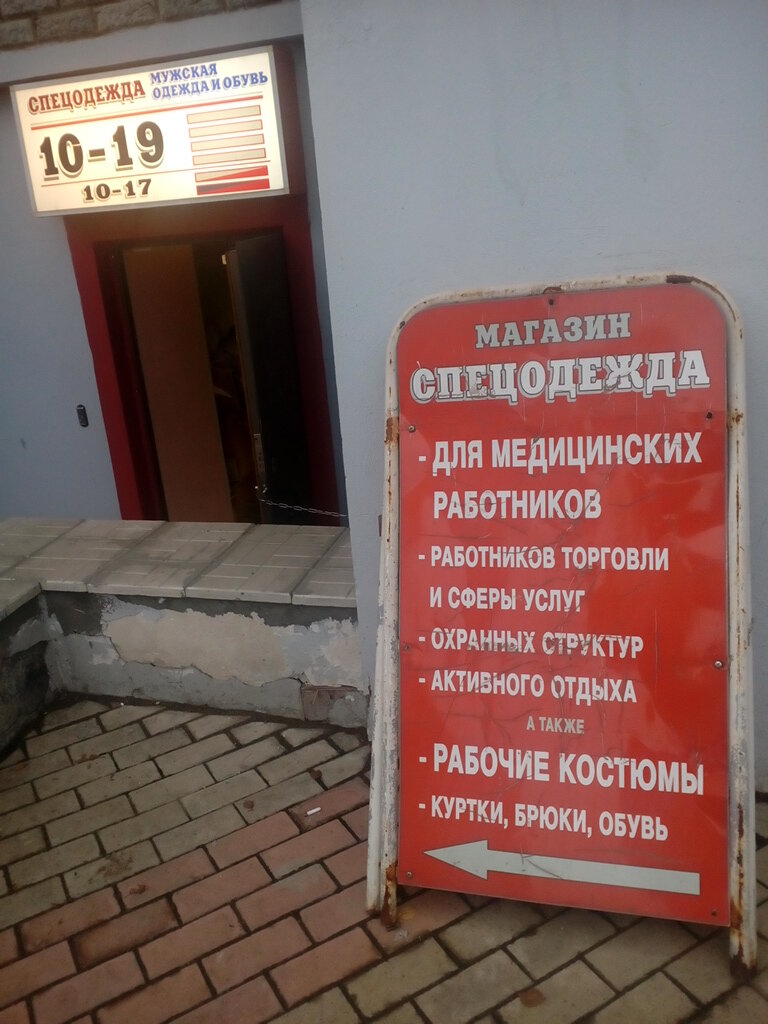 СПЕЦОДЕЖДА
МУЖСКАЯ
ОДЕЖДА И ОБУВЬ
10-19
10-17
МАГАЗИН
СПЕЦОДЕЖДА
- ДЛЯ МЕДИЦИНСКИХ
РАБОТНИКОВ
- РАБОТНИКОВ ТОРГОВЛИ
И СФЕРЫ УСЛУГ
- ОХРАННЫХ СТРУКТУР
- АКТИВНОГО ОТДЫХА
А ТАКЖЕ
- РАБОЧИЕ КОСТЮМЫ
- КУРТКИ, БРЮКИ, ОБУВЬ